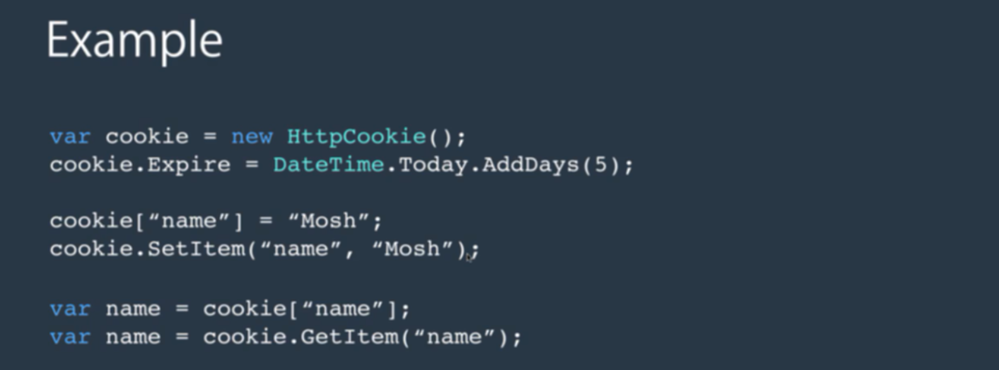 Example
var cookie = new HttpCookie();
cookie.Expire = DateTime.Today.AddDays(5);
cookie[“name”] = “Mosh”;
cookie.SetItem(“name”, “Mosh”);
var name = cookie[“name”];
var name = cookie.GetItem(“name”);